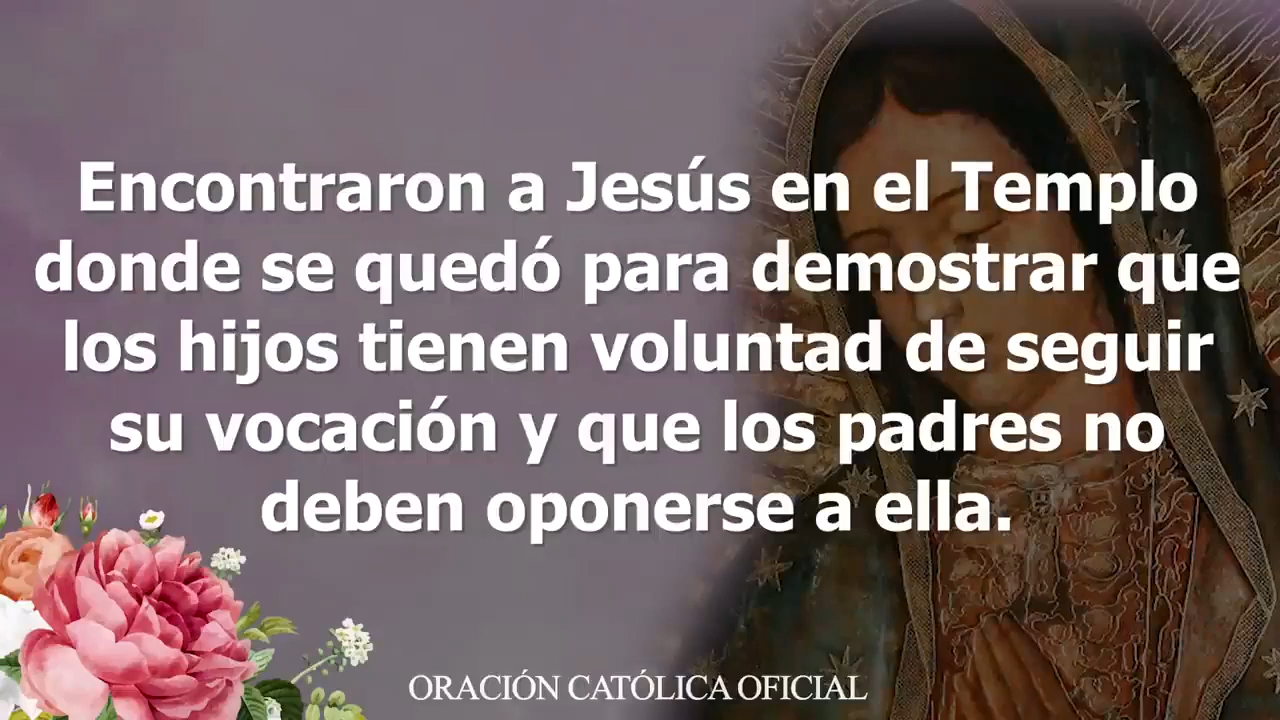 Encontraron a Jesús en el Templo
donde se quedó para demostrar que
los hijos tienen voluntad de seguir
su vocación y que los padres no
deben oponerse a ella.
ORACIÓN CATÓLICA OFICIAL